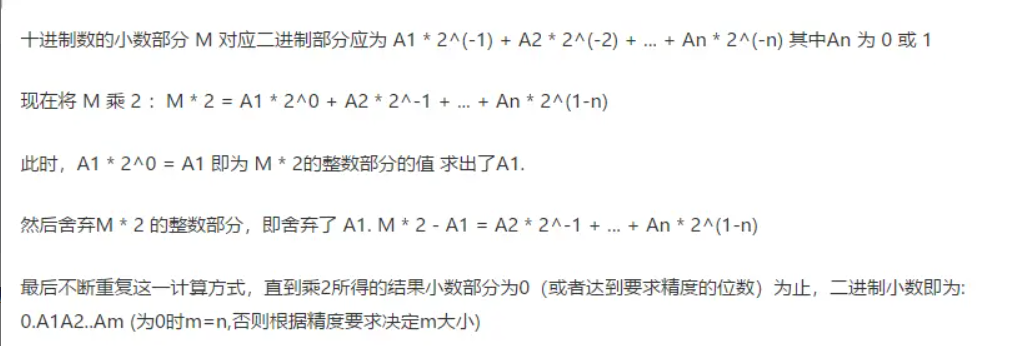 十进制数的小数部分 M 对应二进制部分应为 A1 * 2^(-1) + A2 * 2^(-2) + ... + An * 2^(-n) 其中An 为 0 或 1
现在将 M 乘 2 ：M * 2 = A1 * 2^0 + A2 * 2^-1 + ... + An * 2^(1-n)
此时，A1 * 2^0 = A1 即为 M * 2的整数部分的值 求出了A1.
然后舍弃M * 2 的整数部分，即舍弃了 A1. M * 2 - A1 = A2 * 2^-1 + ... + An * 2^(1-n)
最后不断重复这一计算方式，直到乘2所得的结果小数部分为0（或者达到要求精度的位数）为止，二进制小数即为:
0.A1A2..Am (为0时m=n,否则根据精度要求决定m大小)